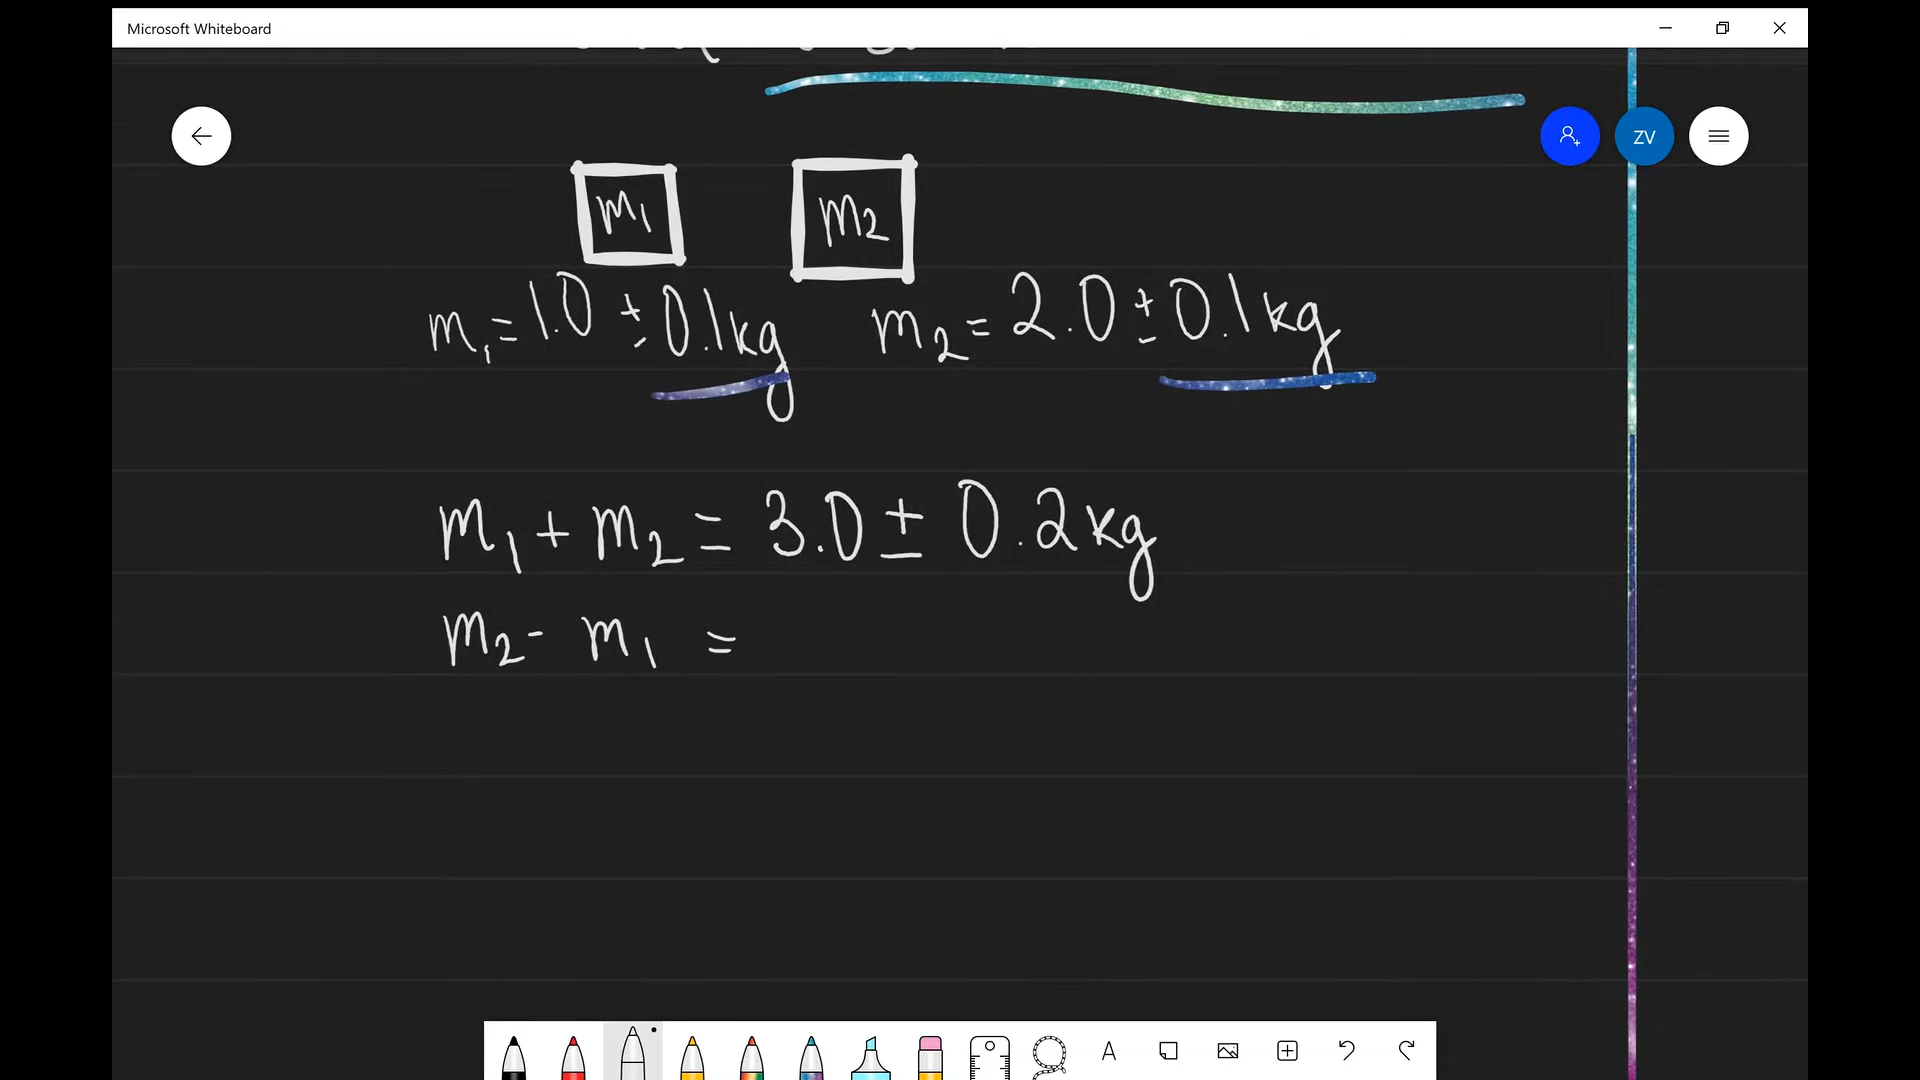 Microsoft Whiteboard
ZV
m₁ m₂
m₁ = 1.0 ± 0.1 kg m₂ = 2.0 ± 0.1 kg
m₁ + m₂ = 3.0 ± 0.2 kg
m₂ - m₁ =
A